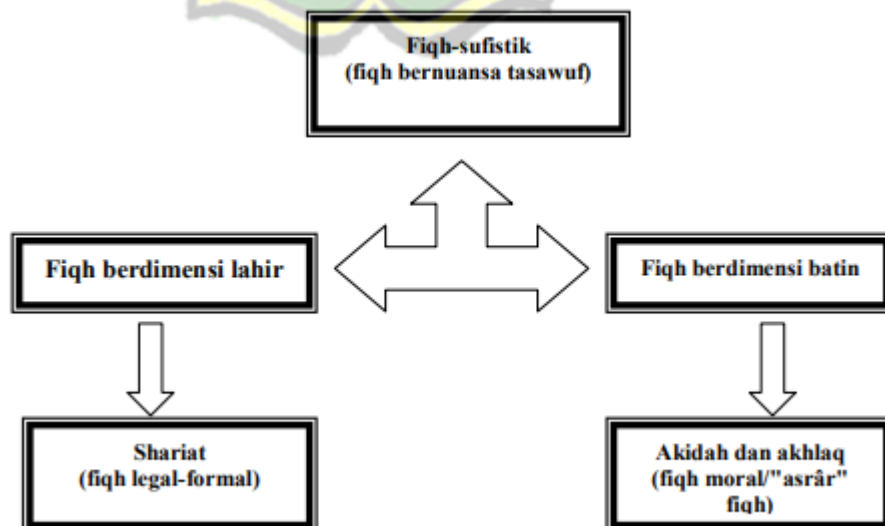 Fiqh-sufistik
(fiqh bernuansa tasawuf)
Fiqh berdimensi lahir
Fiqh berdimensi batin
Shariat
(fiqh legal-formal)
Akidah dan akhlaq
(fiqh moral/"asrâr"
fiqh)